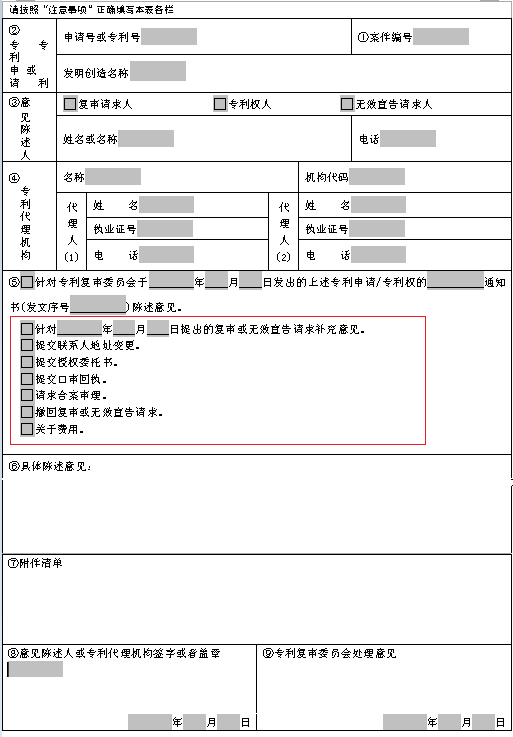 请按照“注意事项”正确填写本表各栏
②专利申请或专利
申请号或专利号
①案件编号
发明创造名称
③意见陈述人
复审请求人 专利权人 无效宣告请求人
姓名或名称 电话
④专利代理机构
名称 机构代码
代理人(1)
姓 名
执业证号
电 话
代理人(2)
姓 名
执业证号
电 话
⑤针对专利复审委员会于 年 月 日发出的上述专利申请/专利权的 通知
书(发文序号 )陈述意见。
针对 年 月 日提出的复审或无效宣告请求补充意见。
提交联系人地址变更。
提交授权委托书。
提交口审回执。
请求合案审理。
撤回复审或无效宣告请求。
关于费用。
⑥具体陈述意见：
⑦附件清单
⑧意见陈述人或专利代理机构签字或者盖章
年 月 日
⑨专利复审委员会处理意见
年 月 日